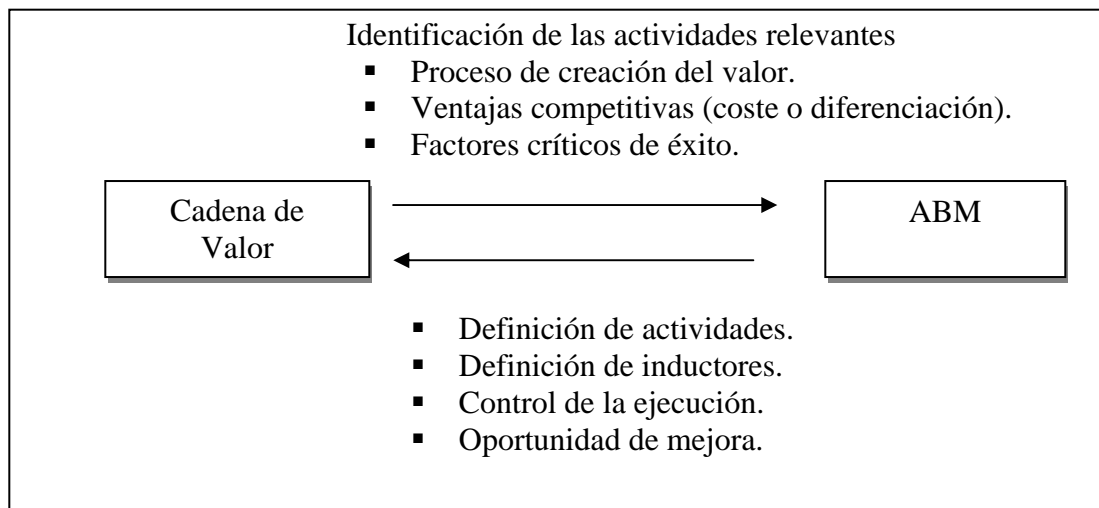 Identificación de las actividades relevantes
▪ Proceso de creación del valor.
▪ Ventajas competitivas (coste o diferenciación).
▪ Factores críticos de éxito.
Cadena de
Valor
ABM
▪ Definición de actividades.
▪ Definición de inductores.
▪ Control de la ejecución.
▪ Oportunidad de mejora.